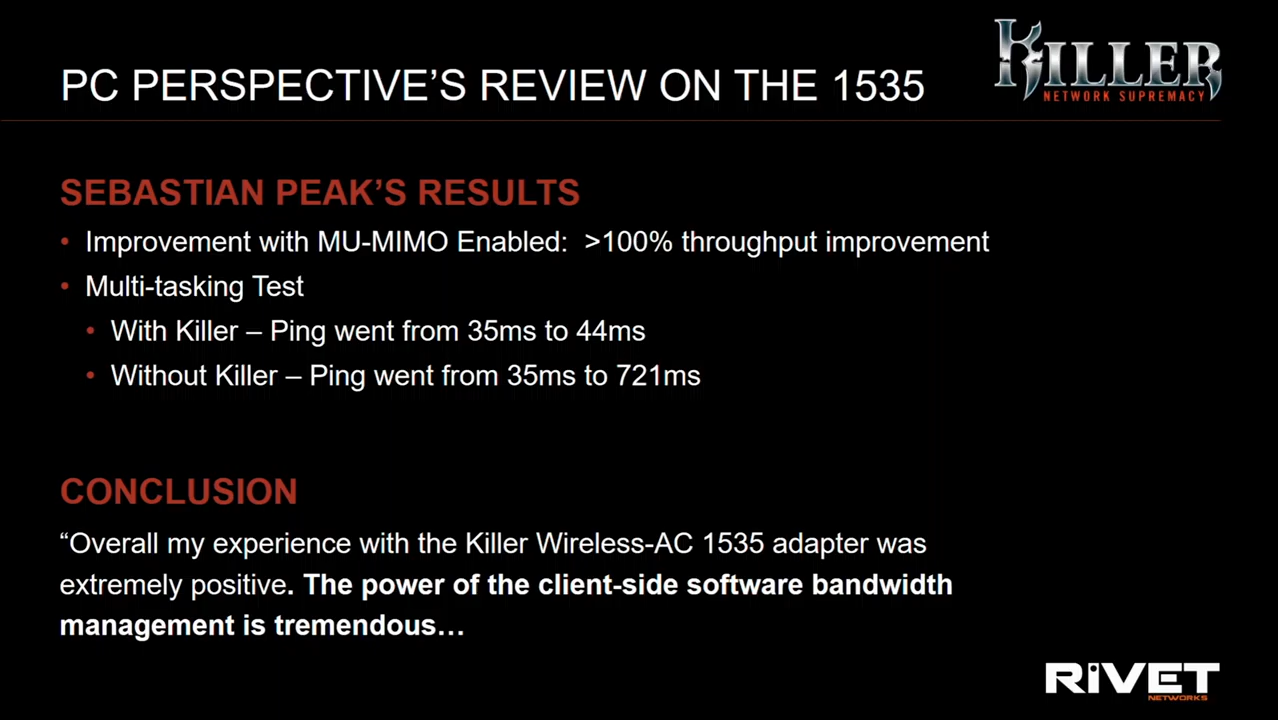 KILLER
NETWORK SUPREMACY
PC PERSPECTIVE’S REVIEW ON THE 1535
SEBASTIAN PEAK’S RESULTS
• Improvement with MU-MIMO Enabled:  >100% throughput improvement
• Multi-tasking Test
• With Killer – Ping went from 35ms to 44ms
• Without Killer – Ping went from 35ms to 721ms
CONCLUSION
“Overall my experience with the Killer Wireless-AC 1535 adapter was
extremely positive. The power of the client-side software bandwidth
management is tremendous…
RiVET
NETWORKS